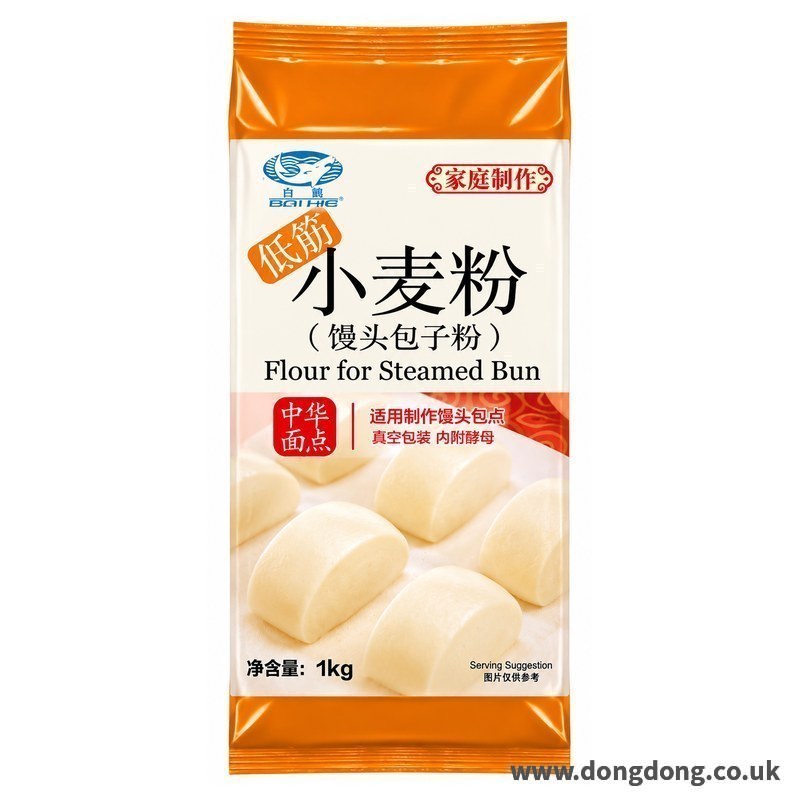 白鯊
BAI HE®
家庭制作
低筋
小麦粉
（馒头包子粉）
Flour for Steamed Bun
中华
面点
适用制作馒头包点
真空包装 内附酵母
净含量: 1kg
Serving Suggestion
图片仅供参考
www.dongdong.co.uk